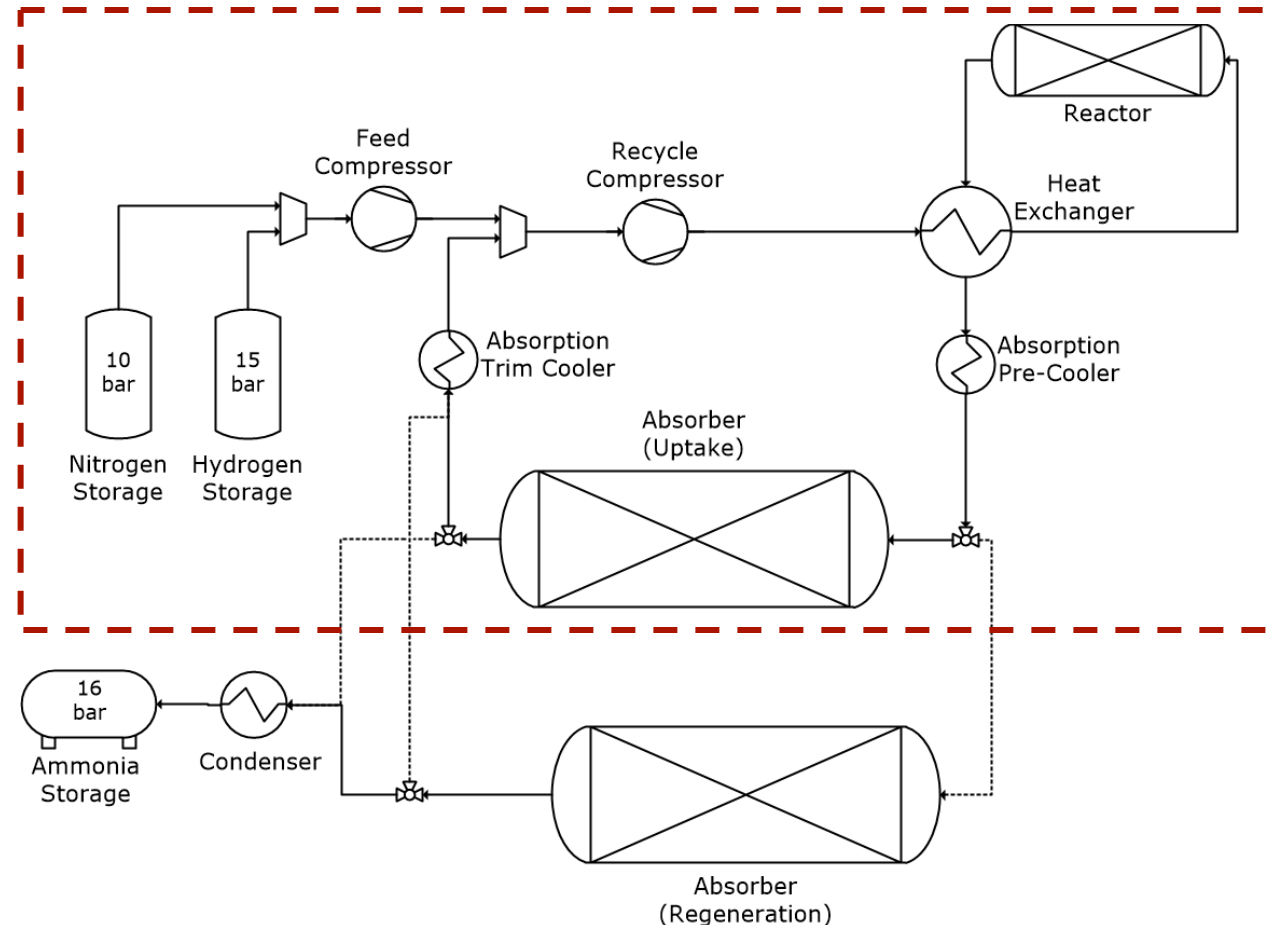 Reactor
Feed
Compressor
Recycle
Compressor
Heat
Exchanger
10
bar
15
bar
Absorption
Trim Cooler
Absorption
Pre-Cooler
Nitrogen
Storage
Hydrogen
Storage
Absorber
(Uptake)
16
bar
Ammonia
Storage
Condenser
Absorber
(Regeneration)